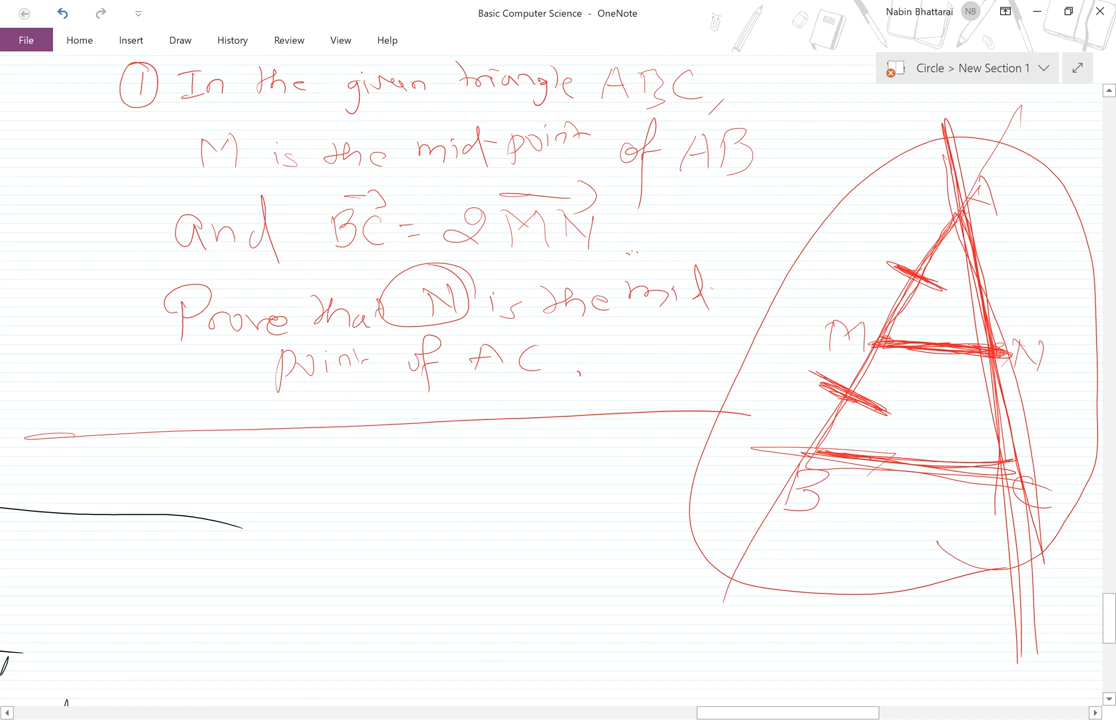 Basic Computer Science - OneNote
Nabin Bhattarai NB
File Home Insert Draw History Review View Help
Circle > New Section 1
① In the given triangle ABC,
M is the mid-point of AB
and BC = 2 MN
Prove that N is the mid
point of AC.
A
M N
B C